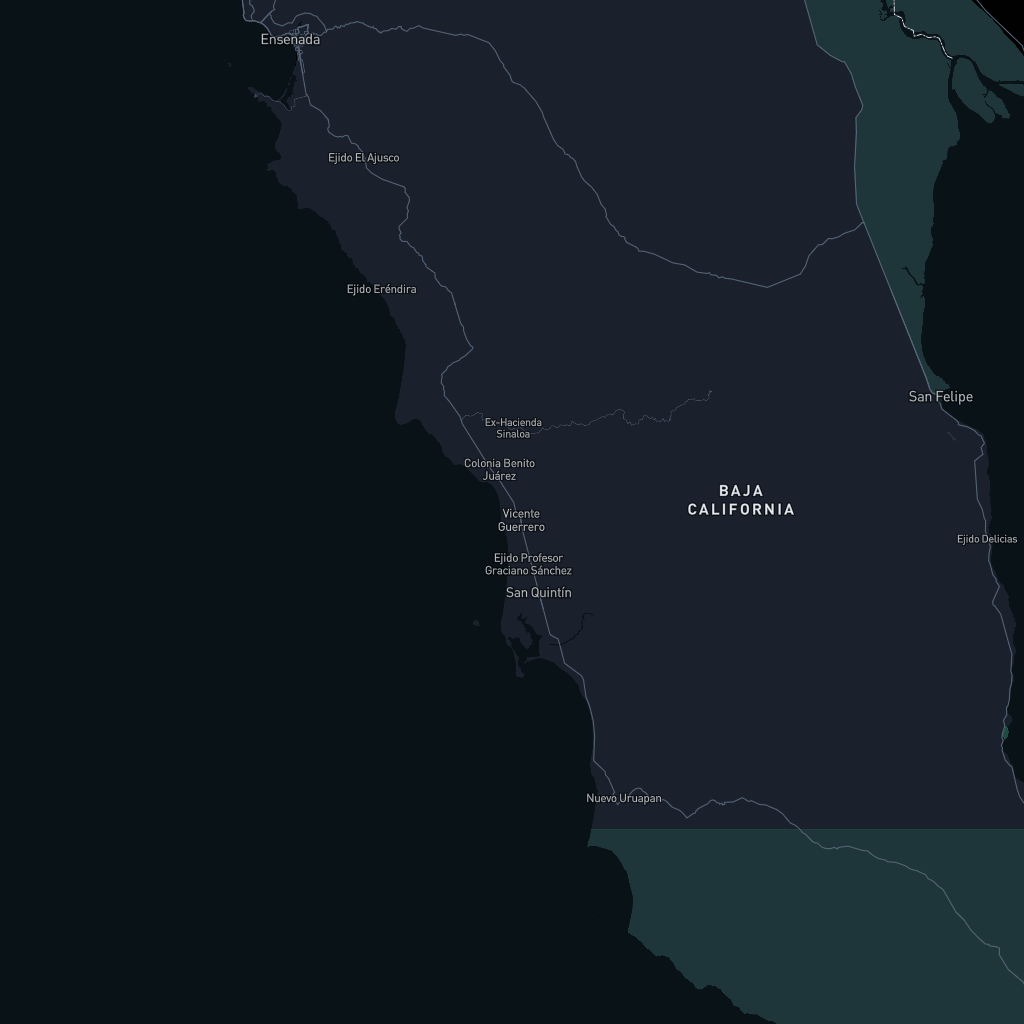 Ensenada
Ejido El Ajusco
Ejido Eréndira
San Felipe
Ex-Hacienda
Sinaloa
Colonia Benito
Juárez
BAJA
CALIFORNIA
Vicente
Guerrero
Ejido Delicias
Ejido Profesor
Graciano Sánchez
San Quintín
Nuevo Uruapan